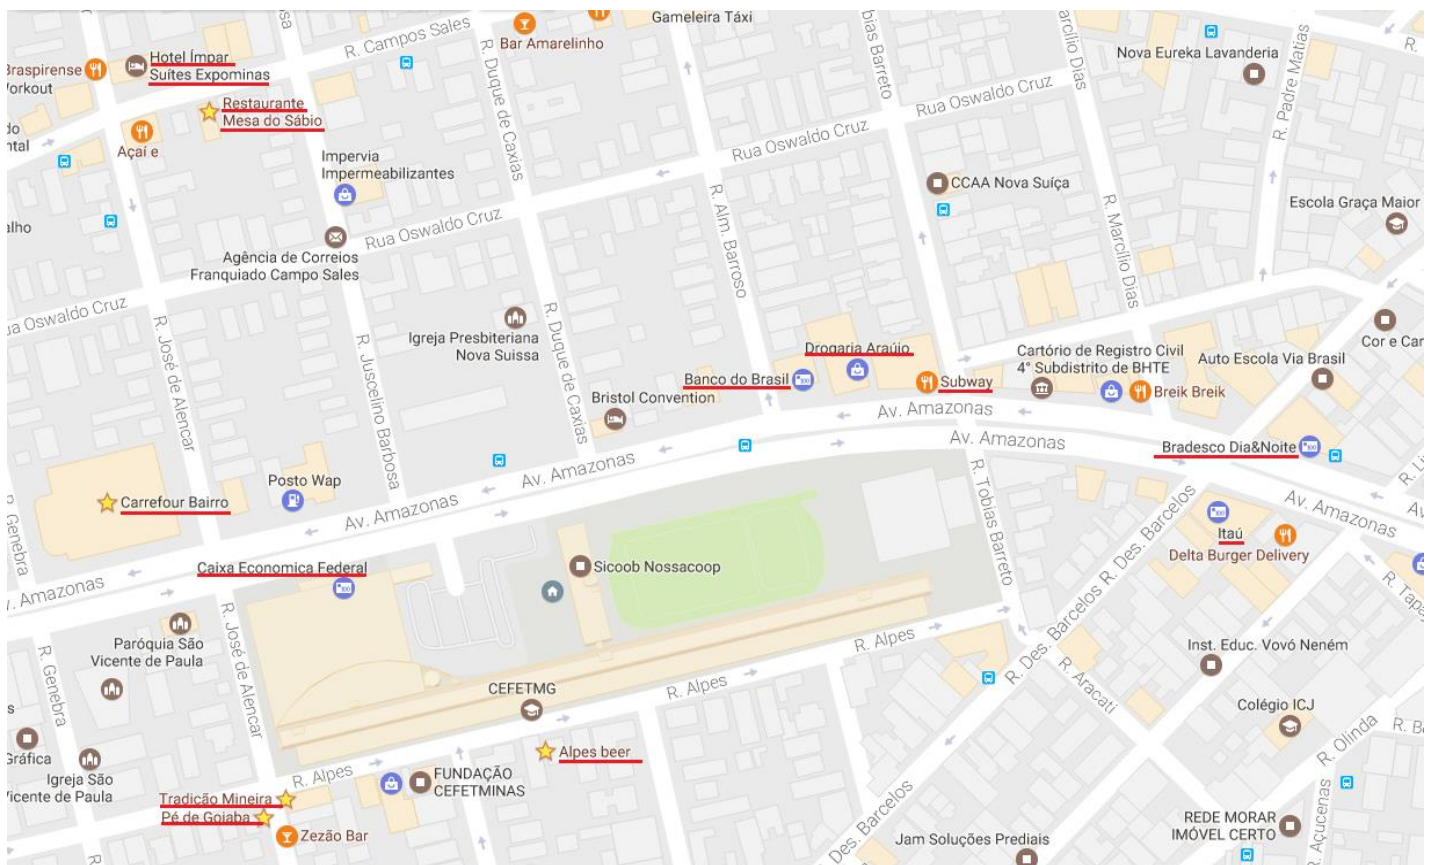 Gameleira Táxi
R. Campos Sales
Bar Amarelinho
Hotel Ímpar
Suítes Expominas
Braspirense
Restaurante
Mesa do Sábio
Açaí e
Impervia
Impermeabilizantes
R. Duque de Caxias
Rua Oswaldo Cruz
Rua Oswaldo Cruz
Nova Eureka Lavanderia
R. Padre Matias
CCAA Nova Suíça
Escola Graça Maior
Agência de Correios
Franquiado Campo Sales
Rua Oswaldo Cruz
R. Alm. Barroso
R. Marcílio Dias
R. José de Alencar
R. Juscelino Barbosa
Igreja Presbiteriana
Nova Suissa
R. Duque de Caxias
Drogaria Araújo
Banco do Brasil
Subway
Cartório de Registro Civil
4° Subdistrito de BHTE
Auto Escola Via Brasil
Cor e Car
Breik Breik
Bristol Convention
Av. Amazonas
Av. Amazonas
Bradesco Dia&Noite
Posto Wap
Carrefour Bairro
Av. Amazonas
Av. Amazonas
Av. Amazonas
R. Tobias Barreto
R. Des. Barcelos
Itaú
Delta Burger Delivery
Caixa Economica Federal
Sicoob Nossacoop
Paróquia São
Vicente de Paula
R. Genebra
R. José de Alencar
R. Alpes
R. Des. Barcelos
R. Aracati
Inst. Educ. Vovó Neném
CEFETMG
R. Alpes
Colégio ICJ
R. Olinda
Gráfica
Igreja São
Vicente de Paula
R. Alpes
Alpes beer
FUNDAÇÃO
CEFETMINAS
Tradição Mineira
Pé de Goiaba
Zezão Bar
Des. Barcelos
Jam Soluções Prediais
REDE MORAR
IMÓVEL CERTO
R. Açucenas